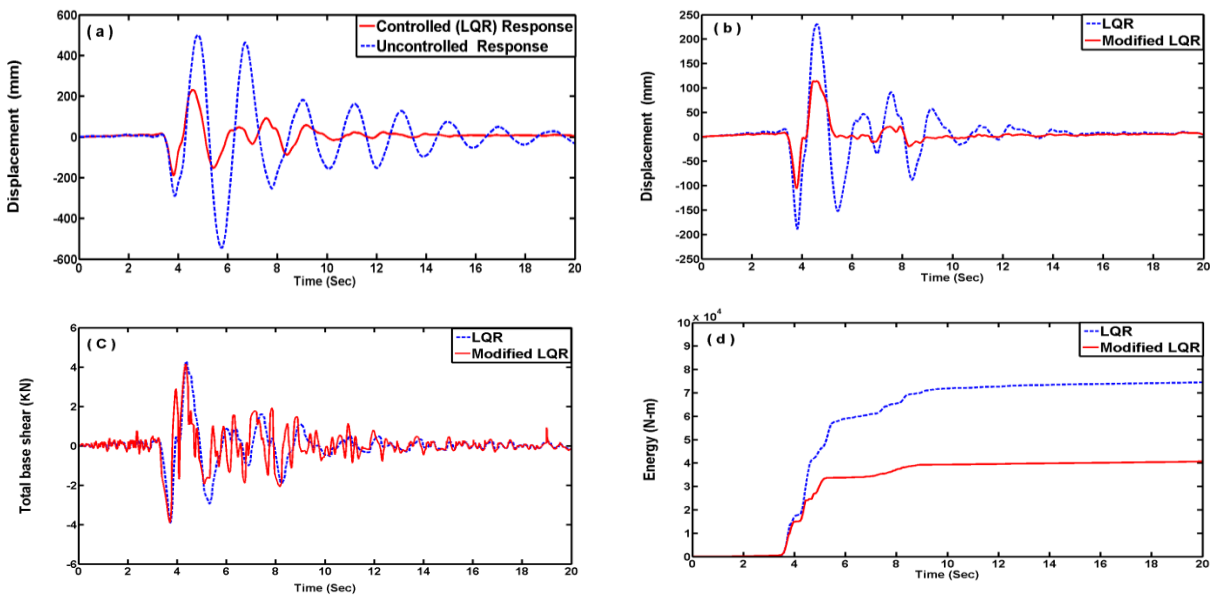 ( a )
Controlled (LQR) Response
Uncontrolled Response
600
400
200
0
-200
-400
-600
Displacement (mm)
0 2 4 6 8 10 12 14 16 18 20
Time (Sec)
( b )
LQR
Modified LQR
250
200
150
100
50
0
-50
-100
-150
-200
-250
Displacement (mm)
0 2 4 6 8 10 12 14 16 18 20
Time (Sec)
( C )
LQR
Modified LQR
6
4
2
0
-2
-4
-6
Total base shear (KN)
0 2 4 6 8 10 12 14 16 18 20
Time (Sec)
( d )
LQR
Modified LQR
x 10⁴
10
9
8
7
6
5
4
3
2
1
0
Energy (N-m)
0 2 4 6 8 10 12 14 16 18 20
Time (Sec)